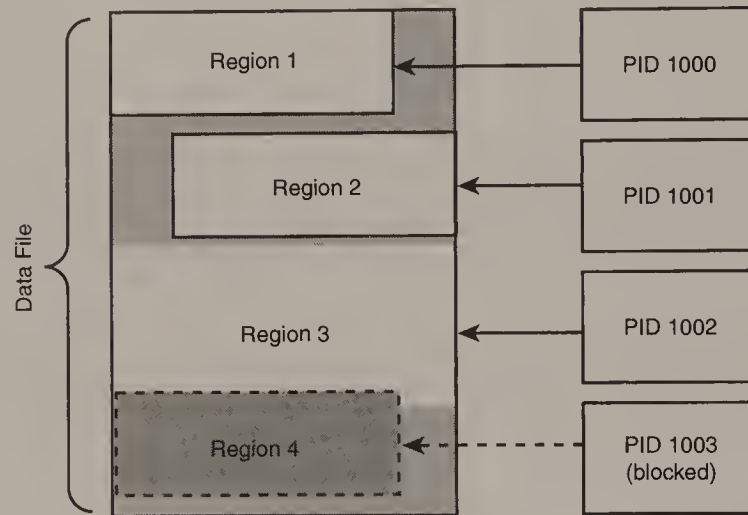 Region 1
PID 1000
Region 2
PID 1001
Data File
Region 3
PID 1002
Region 4
PID 1003
(blocked)